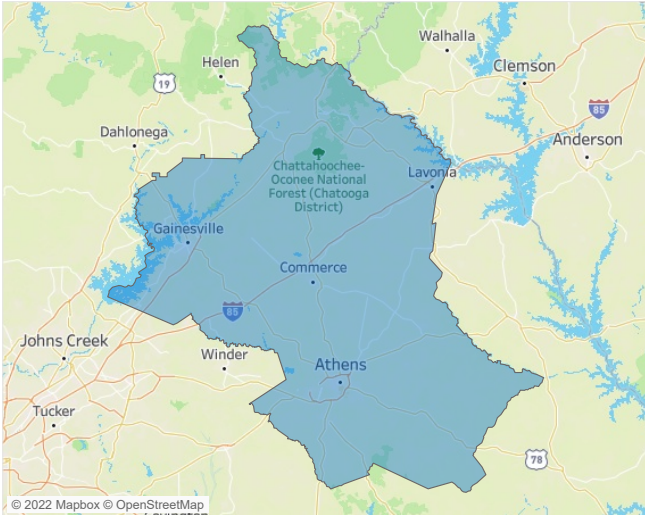 Walhalla
Helen
Clemson
19
85
Dahlonega
Anderson
Chattahoochee-
Oconee National
Forest (Chatooga
District)
Lavonia
Gainesville
Commerce
85
Johns Creek
Winder
Athens
Tucker
78
© 2022 Mapbox © OpenStreetMap